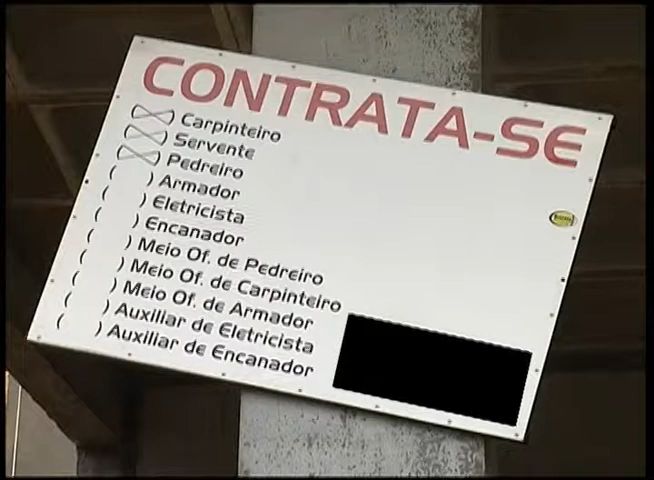 CONTRATA-SE
(X) Carpinteiro
(X) Servente
(X) Pedreiro
( ) Armador
( ) Eletricista
( ) Encanador
( ) Meio Of. de Pedreiro
( ) Meio Of. de Carpinteiro
( ) Meio Of. de Armador
( ) Auxiliar de Eletricista
( ) Auxiliar de Encanador